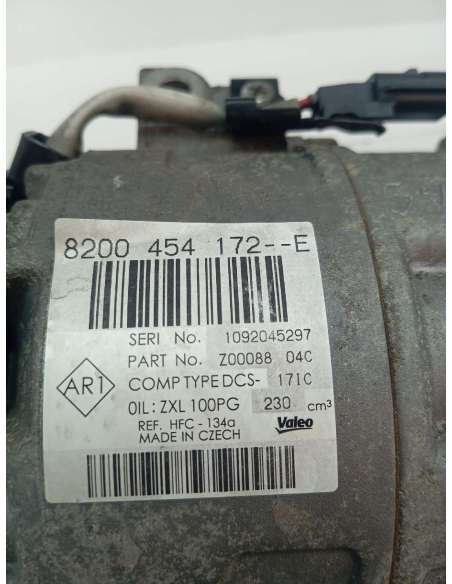 8200 454 172--E
SERI No. 1092045297
PART No. Z00088 04C
AR1
COMP TYPE DCS- 171C
OIL: ZXL 100PG 230 cm³
REF. HFC - 134a
MADE IN CZECH
Valeo